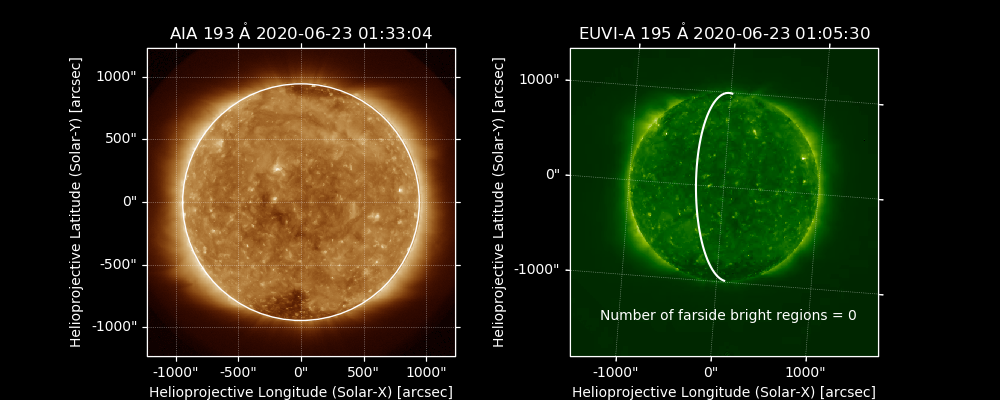 AIA 193 Å 2020-06-23 01:33:04
1000"
500"
0"
-500"
-1000"
-1000"
-500"
0"
500"
1000"
Helioprojective Latitude (Solar-Y) [arcsec]
Helioprojective Longitude (Solar-X) [arcsec]
EUVI-A 195 Å 2020-06-23 01:05:30
1000"
0"
-1000"
Number of farside bright regions = 0
-1000"
0"
1000"
Helioprojective Latitude (Solar-Y) [arcsec]
Helioprojective Longitude (Solar-X) [arcsec]